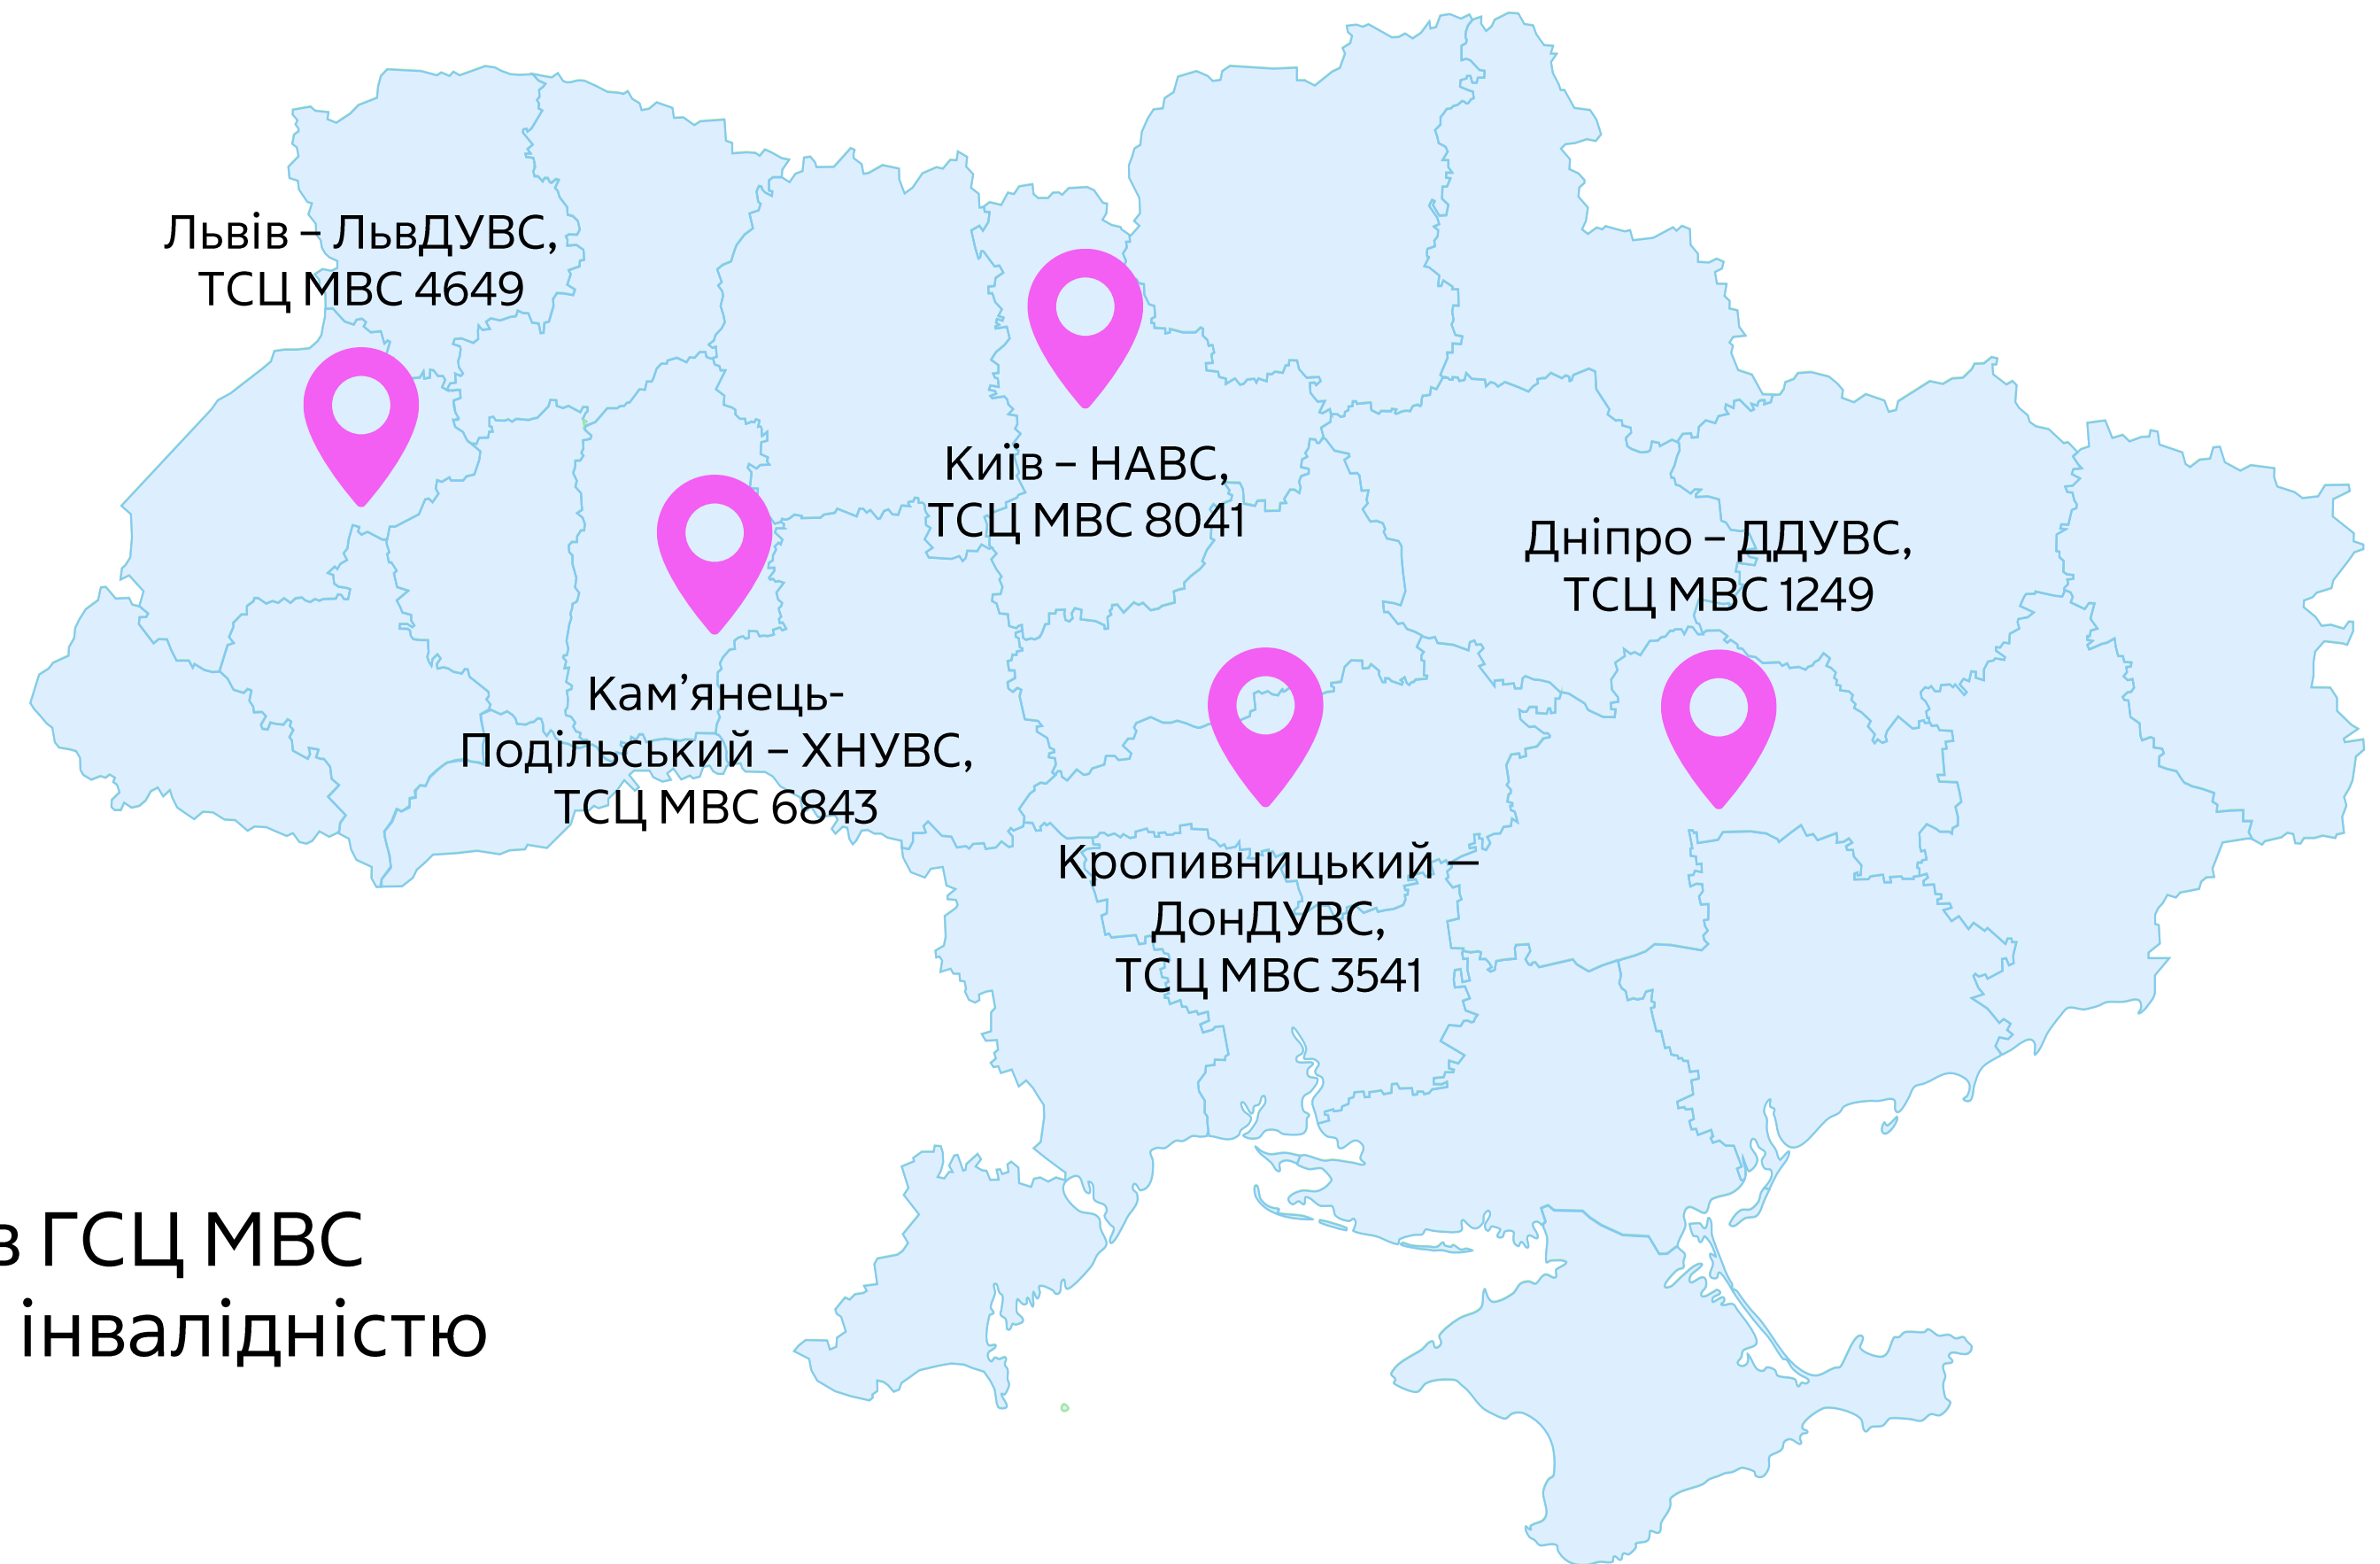 Львів – ЛьвДУВС,
ТСЦ МВС 4649
Київ – НАВС,
ТСЦ МВС 8041
Дніпро – ДДУВС,
ТСЦ МВС 1249
Кам’янець-
Подільський – ХНУВС,
ТСЦ МВС 6843
Кропивницький —
ДонДУВС,
ТСЦ МВС 3541
в ГСЦ МВС
інвалідністю